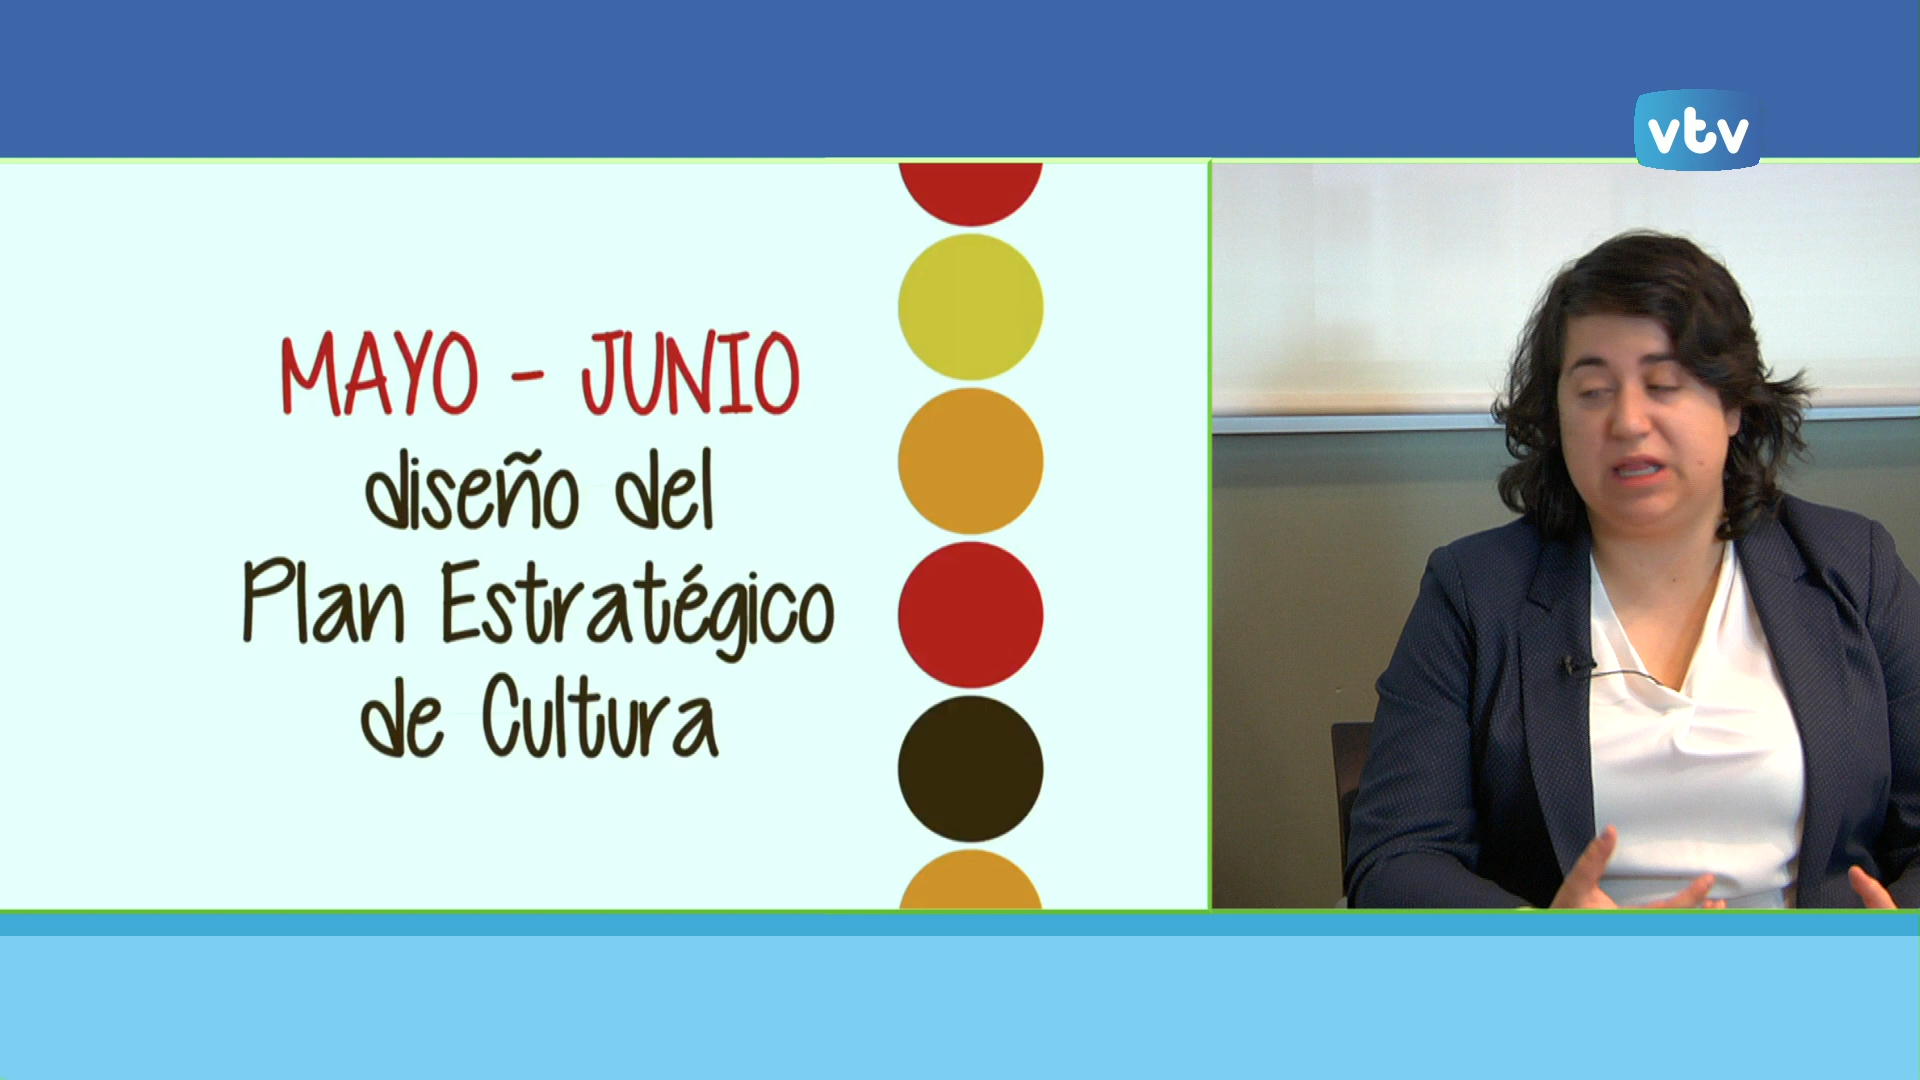 vtv
MAYO - JUNIO
diseño del
Plan Estratégico
de Cultura